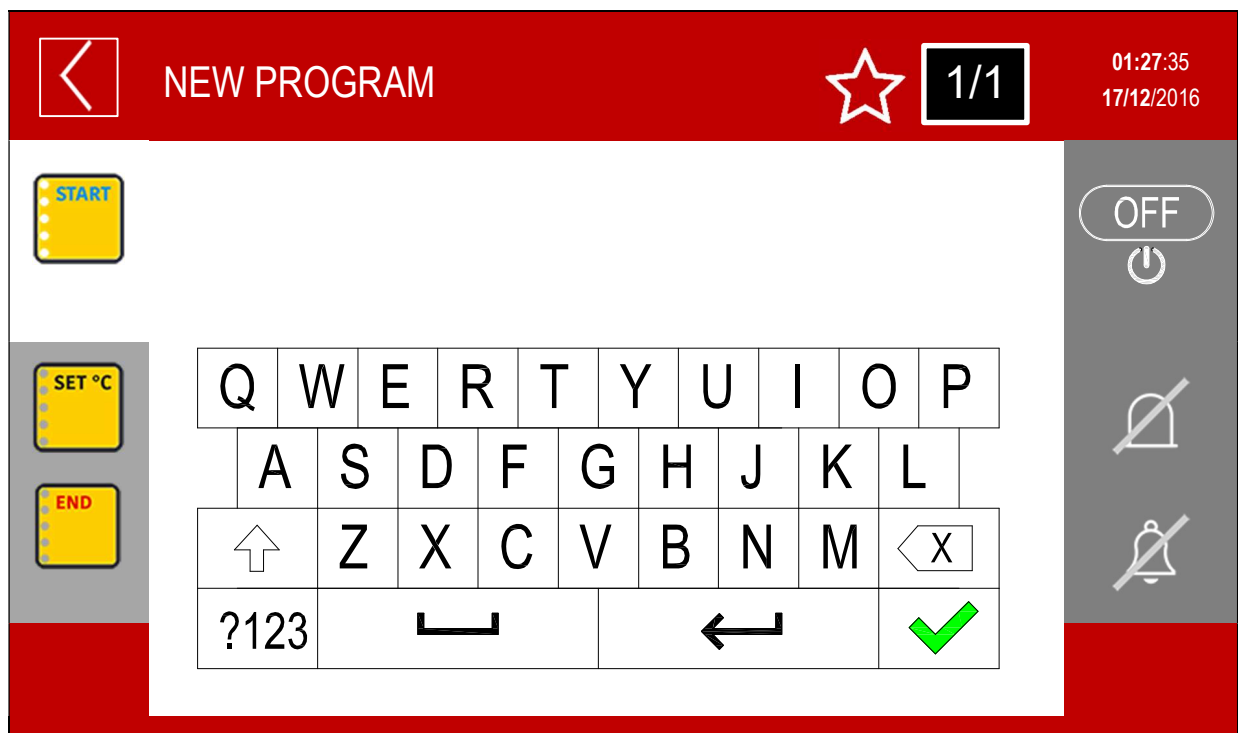 NEW PROGRAM
1/1
01:27:35
17/12/2016
START
OFF
SET °C
END
Q W E R T Y U I O P
A S D F G H J K L
Z X C V B N M X
?123